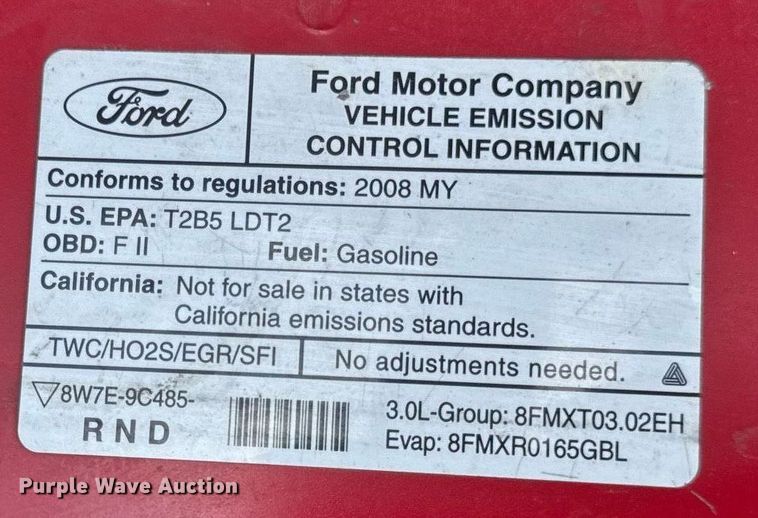 Ford
Ford Motor Company
VEHICLE EMISSION
CONTROL INFORMATION
Conforms to regulations: 2008 MY
U.S. EPA: T2B5 LDT2
OBD: F II Fuel: Gasoline
California: Not for sale in states with
California emissions standards.
TWC/HO2S/EGR/SFI No adjustments needed.
8W7E-9C485-
R N D
3.0L-Group: 8FMXT03.02EH
Evap: 8FMXR0165GBL
Purple Wave Auction